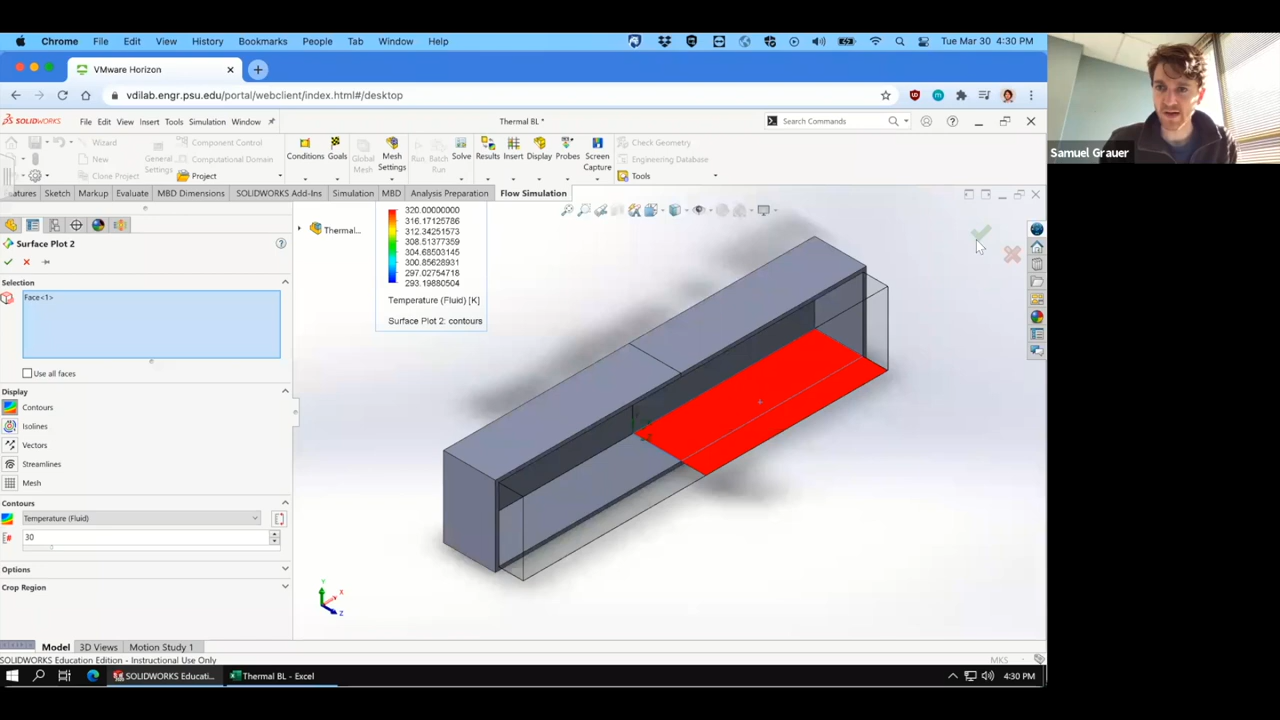 Chrome File Edit View History Bookmarks People Tab Window Help Tue Mar 30 4:30 PM
VMware Horizon
vdilab.engr.psu.edu/portal/webclient/index.html#/desktop
SOLIDWORKS File Edit View Insert Tools Simulation Window Thermal BL * Search Commands
Wizard Component Control Check Geometry
New General Settings Computational Domain Conditions Goals Global Mesh Mesh Settings Run Batch Run Solve Results Insert Display Probes Screen Capture Engineering Database
Clone Project Project Tools
atures Sketch Markup Evaluate MBD Dimensions SOLIDWORKS Add-Ins Simulation MBD Analysis Preparation Flow Simulation
Samuel Grauer
Surface Plot 2
Selection
Face<1>
Use all faces
Display
Contours
Isolines
Vectors
Streamlines
Mesh
Contours
Temperature (Fluid)
30
Options
Crop Region
Thermal...
320.00000000
316.17125786
312.34251573
308.51377359
304.68503145
300.85628931
297.02754718
293.19880504
Temperature (Fluid) [K]
Surface Plot 2: contours
Y
X
Z
Model 3D Views Motion Study 1
SOLIDWORKS Education Edition - Instructional Use Only MKS
SOLIDWORKS Educati... Thermal BL - Excel 4:30 PM